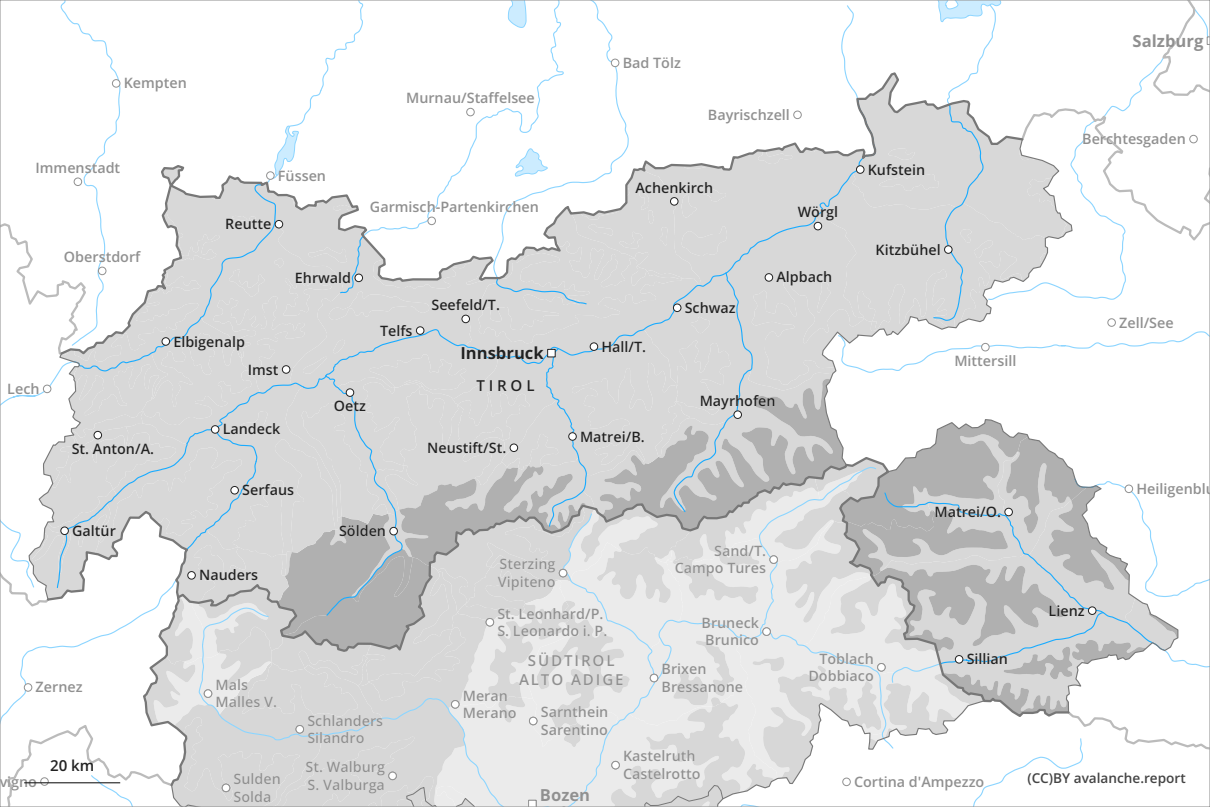 Salzburg
Bad Tölz
Kempten
Murnau/Staffelsee
Bayrischzell
Berchtesgaden
Immenstadt
Füssen
Kufstein
Achenkirch
Garmisch-Partenkirchen
Wörgl
Reutte
Kitzbühel
Oberstdorf
Ehrwald
Alpbach
Seefeld/T.
Schwaz
Zell/See
Telfs
Elbigenalp
Innsbruck
Hall/T.
Mittersill
Imst
TIROL
Lech
Oetz
Mayrhofen
Landeck
Matrei/B.
St. Anton/A.
Neustift/St.
Serfaus
Heiligenblu
Matrei/O.
Galtür
Sölden
Sand/T.
Campo Tures
Sterzing
Vipiteno
Nauders
Lienz
St. Leonhard/P.
S. Leonardo i. P.
Bruneck
Brunico
SÜDTIROL
ALTO ADIGE
Toblach
Dobbiaco
Sillian
Brixen
Bressanone
Zernez
Mals
Malles V.
Meran
Merano
Sarnthein
Sarentino
Schlanders
Silandro
Kastelruth
Castelrotto
St. Walburg
S. Valburga
20 km
vigno
Sulden
Solda
Cortina d'Ampezzo
(CC)BY avalanche.report
Bozen